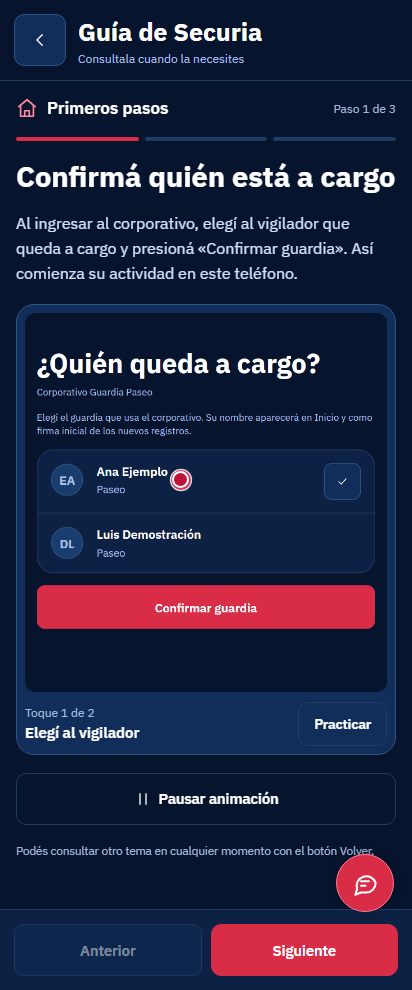 Guía de Securia
Consultala cuando la necesites
Primeros pasos
Paso 1 de 3
Confirmá quién está a cargo
Al ingresar al corporativo, elegí al vigilador que
queda a cargo y presioná «Confirmar guardia». Así
comienza su actividad en este teléfono.
¿Quién queda a cargo?
Corporativo Guardia Paseo
Elegí el guardia que usa el corporativo. Su nombre aparecerá en Inicio y como
firma inicial de los nuevos registros.
EA
Ana Ejemplo
Paseo
DL
Luis Demostración
Paseo
Confirmar guardia
Toque 1 de 2
Elegí al vigilador
Practicar
Pausar animación
Podés consultar otro tema en cualquier momento con el botón Volver.
Anterior
Siguiente